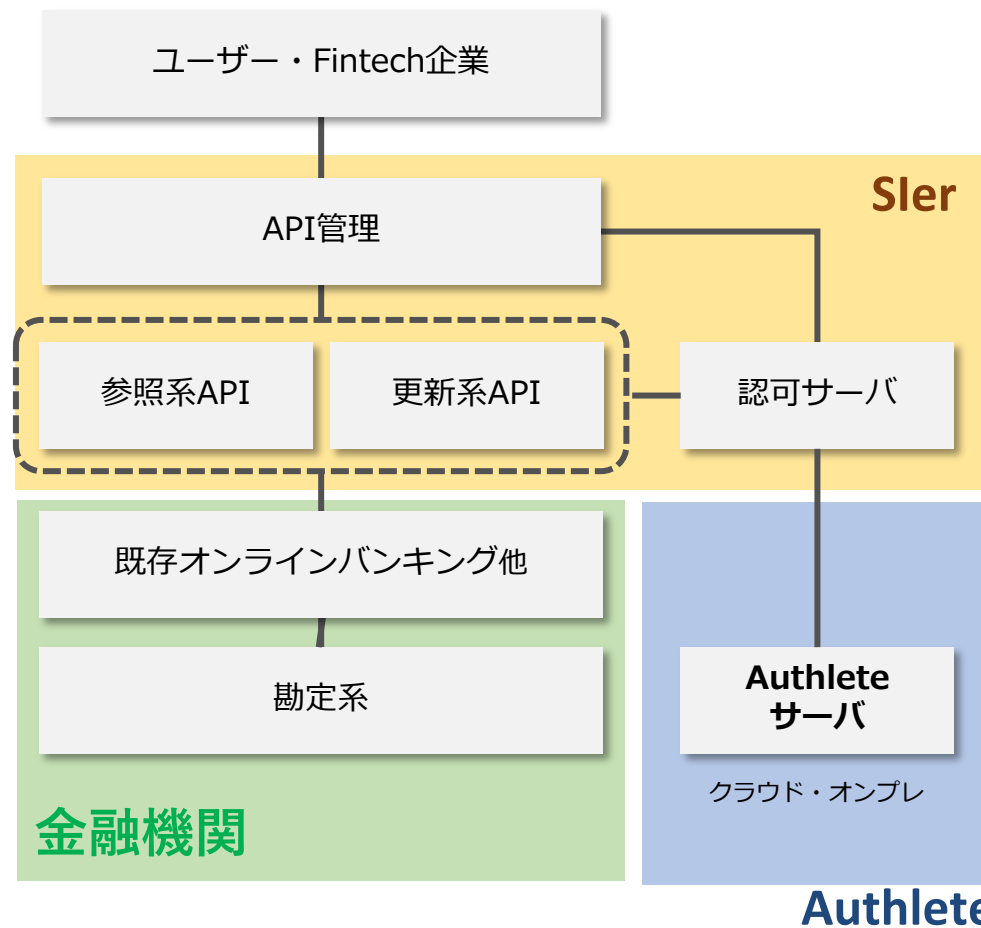 ユーザー・Fintech企業
SIer
API管理
参照系API
更新系API
認可サーバ
既存オンラインバンキング他
勘定系
Authlete
サーバ
クラウド・オンプレ
金融機関
Authlete